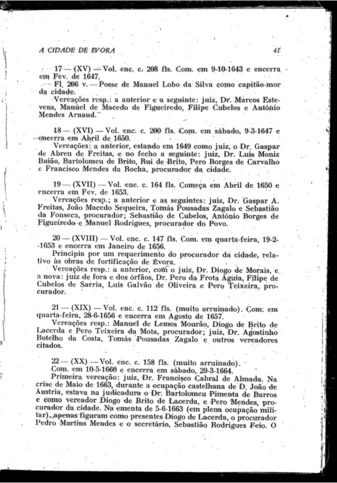 A CIDADE DE EVORA 41
17 — (XV) — Vol. enc. c. 208 fls. Com. em 9-10-1643 e encerra
em Fev. de 1647.
Fl. 206 v. — Posse de Manuel Lobo da Silva como capitão-mor
da cidade.
Vereações resp.: a anterior e a seguinte: juiz, Dr. Marcos Este-
vens, Manuel de Macedo de Figueiredo, Filipe Cubelos e António
Mendes Arnaud.
18 — (XVI) — Vol. enc. c. 200 fls. Com. em sábado, 9-3-1647 e
encerra em Abril de 1650.
Vereações: a anterior, estando em 1649 como juiz, o Dr. Gaspar
de Abreu de Freitas, e no fecho a seguinte: juiz, Dr. Luís Moniz
Baião, Bartolomeu de Brito, Rui de Brito, Pero Borges de Carvalho
e Francisco Mendes da Rocha, procurador da cidade.
19 — (XVII) — Vol. enc. c. 164 fls. Começa em Abril de 1650 e
encerra em Fev. de 1653.
Vereações resp.; a anterior e as seguintes: juiz, Dr. Gaspar A.
Freitas, João Macedo Sequeira, Tomás Pousadas Zagalo e Sebastião
da Fonseca, procurador; Sebastião de Cubelos, António Borges de
Figueiredo e Manuel Rodrigues, procurador do Povo.
20 — (XVIII) — Vol. enc. c. 147 fls. Com. em quarta-feira, 19-2-
-1653 e encerra em Janeiro de 1656.
Principia por um requerimento do procurador da cidade, rela-
tivo às obras de fortificação de Évora.
Vereações resp.: a anterior, com o juiz, Dr. Diogo de Morais, e
a nova: juiz de fora e dos órfãos, Dr. Pero da Frota Águia, Filipe de
Cubelos de Sarria, Luís Galvão de Oliveira e Pero Teixeira, pro-
curador.
21 — (XIX) — Vol. enc. c. 112 fls. (muito arruinado). Com. em
quarta-feira, 28-6-1656 e encerra em Agosto de 1657.
Vereações resp.: Manuel de Lemos Mourão, Diogo de Brito de
Lacerda e Pero Teixeira da Mota, procurador; juiz, Dr. Agostinho
Botelho da Costa, Tomás Pousadas Zagalo e outros vereadores
citados.
22 — (XX) — Vol. enc. c. 158 fls. (muito arruinado).
Com. em 10-5-1660 e encerra em sábado, 29-3-1664.
Primeira vereação: juiz, Dr. Francisco Cabral de Almada. Na
crise de Maio de 1663, durante a ocupação castelhana de D. João de
Áustria, estava na judicadura o Dr. Bartolomeu Pimenta de Barros
e como vereador Diogo de Brito de Lacerda, e Pero Mendes, pro-
curador da cidade. Na ementa de 5-6-1663 (em plena ocupação mili-
tar), apenas figuram como presentes Diogo de Lacerda, o procurador
Pedro Martins Mendes e o secretário, Sebastião Rodrigues Feio. O